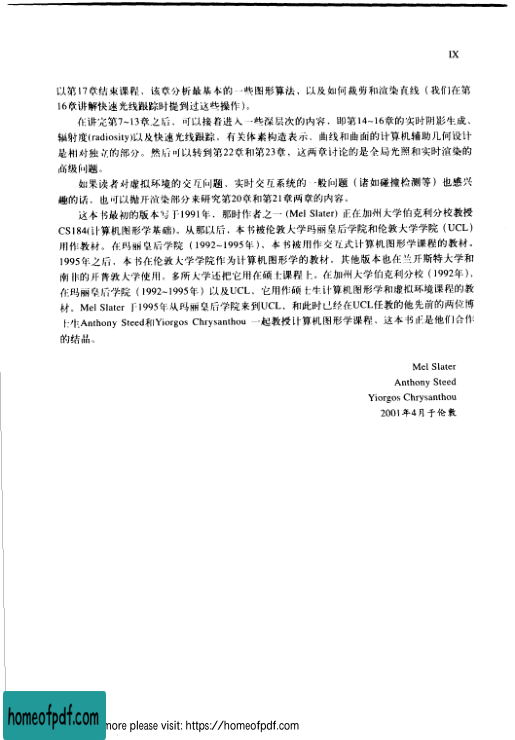 IX
以第17章结束课程，该章分析最基本的一些图形算法，以及如何裁剪和渲染直线（我们在第
16章讲解快速光线跟踪时提到过这些操作）。
在讲完第7~13章之后，可以接着进入一些深层次的内容，即第14~16章的实时阴影生成、
辐射度(radiosity)以及快速光线跟踪。有关体素构造表示、曲线和曲面的计算机辅助几何设计
是相对独立的部分。然后可以转到第22章和第23章，这两章讨论的是全局光照和实时渲染的
高级问题。
如果读者对虚拟环境的交互问题、实时交互系统的一般问题（诸如碰撞检测等）也感兴
趣的话，也可以抛开渲染部分来研究第20章和第21章两章的内容。
这本书最初的版本写于1991年，那时作者之一 (Mel Slater) 正在加州大学伯克利分校教授
CS184(计算机图形学基础)。从那以后，本书被伦敦大学玛丽皇后学院和伦敦大学学院（UCL）
用作教材。在玛丽皇后学院（1992~1995年），本书被用作交互式计算机图形学课程的教材。
1995年之后，本书在伦敦大学学院作为计算机图形学的教材，其他版本也在兰开斯特大学和
南非的开普敦大学使用。多所大学还把它用在硕士课程上。在加州大学伯克利分校（1992年）、
在玛丽皇后学院（1992~1995年）以及UCL，它用作硕士生计算机图形学和虚拟环境课程的教
材。Mel Slater 于1995年从玛丽皇后学院来到UCL，和此时已经在UCL任教的他先前的两位博
士生Anthony Steed和Yiorgos Chrysanthou 一起教授计算机图形学课程，这本书正是他们合作
的结晶。
Mel Slater
Anthony Steed
Yiorgos Chrysanthou
2001年4月于伦敦
homeofpdf.com
more please visit: https://homeofpdf.com